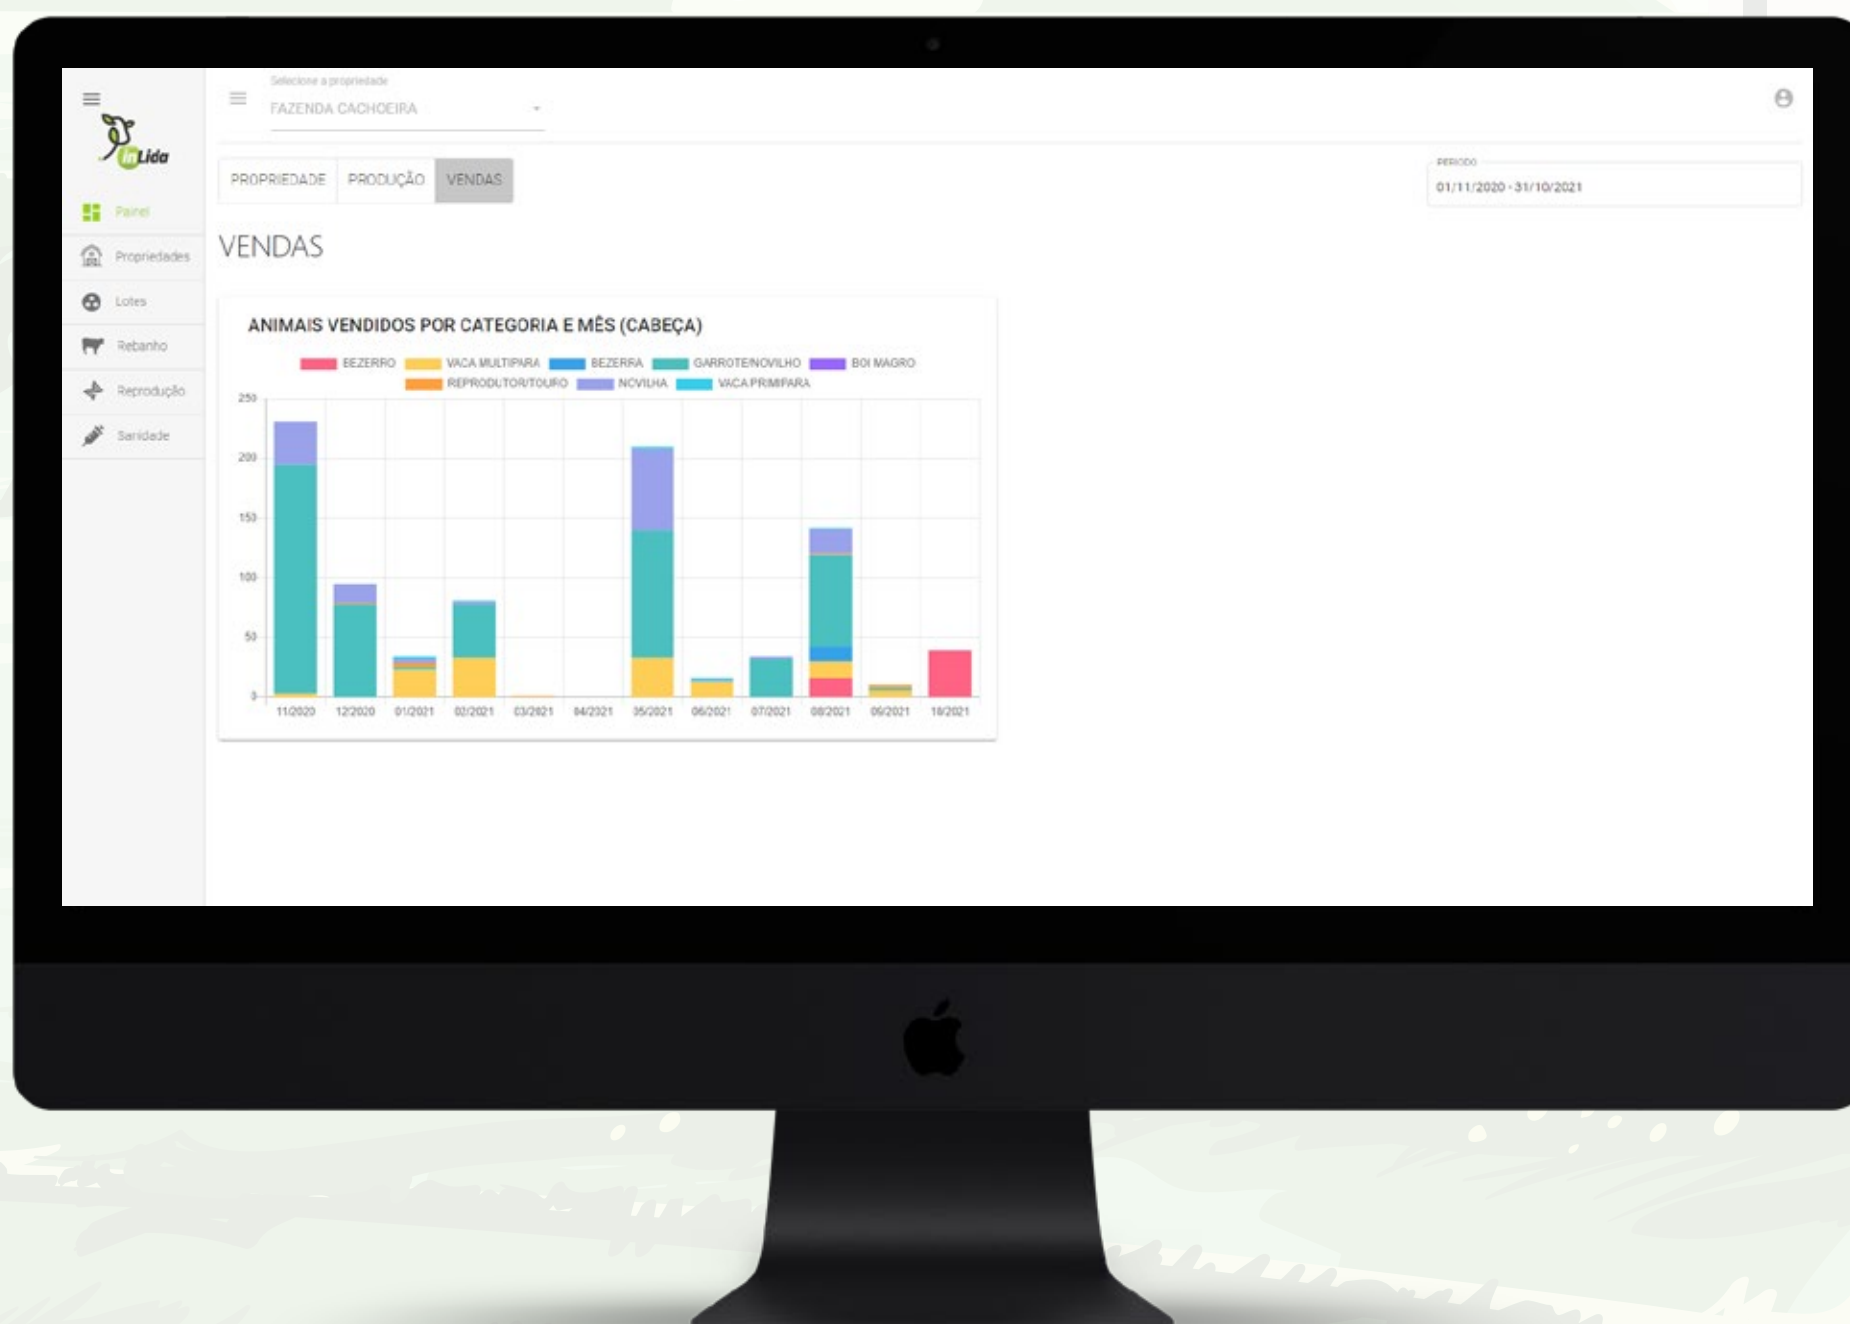 Selecione a propriedade
FAZENDA CACHOEIRA
inLida
PROPRIEDADE PRODUÇÃO VENDAS
PERIODO
01/11/2020 - 31/10/2021
Painel
Propriedades
Lotes
Rebanho
Reprodução
Sanidade
VENDAS
ANIMAIS VENDIDOS POR CATEGORIA E MÊS (CABEÇA)
BEZERRO VACA MULTIPARA BEZERRA GARROTE/NOVILHO BOI MAGRO
REPRODUTOR/TOURO NOVILHA VACA PRIMIPARA
250
200
150
100
50
0
11/2020 12/2020 01/2021 02/2021 03/2021 04/2021 05/2021 06/2021 07/2021 08/2021 09/2021 10/2021